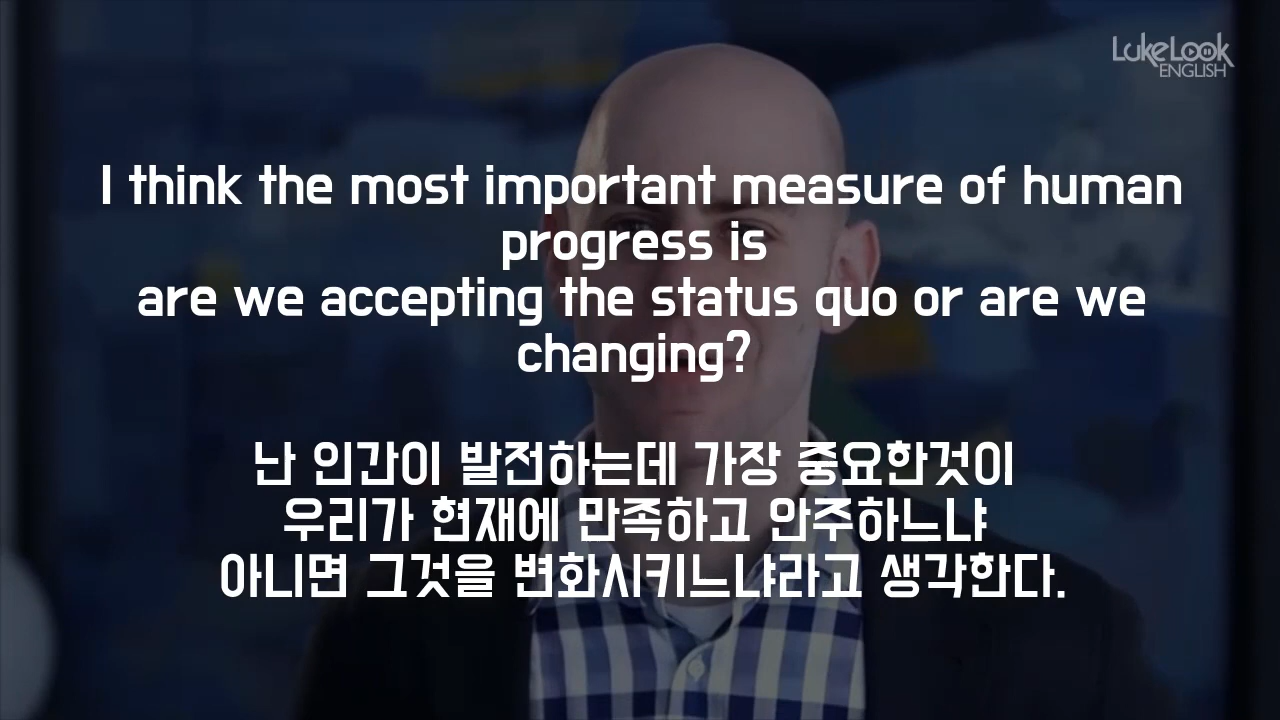 LukeLook
ENGLISH
I think the most important measure of human
progress is
are we accepting the status quo or are we
changing?
난 인간이 발전하는데 가장 중요한것이
우리가 현재에 만족하고 안주하느냐
아니면 그것을 변화시키느냐라고 생각한다.